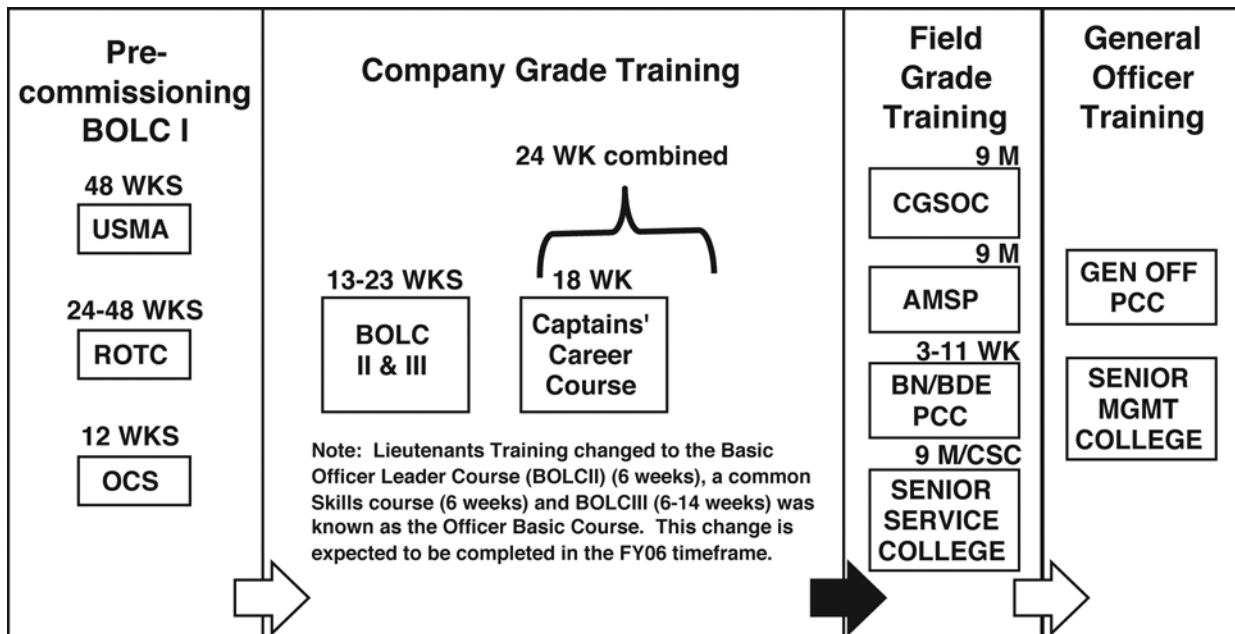 Pre-
commissioning
BOLC I
48 WKS
USMA
24-48 WKS
ROTC
12 WKS
OCS
Company Grade Training
24 WK combined
13-23 WKS
BOLC
II & III
18 WK
Captains'
Career
Course
Note:  Lieutenants Training changed to the Basic
Officer Leader Course (BOLCII) (6 weeks), a common
Skills course (6 weeks) and BOLCIII (6-14 weeks) was
known as the Officer Basic Course.  This change is
expected to be completed in the FY06 timeframe.
Field
Grade
Training
9 M
CGSOC
9 M
AMSP
3-11 WK
BN/BDE
PCC
9 M/CSC
SENIOR
SERVICE
COLLEGE
General
Officer
Training
GEN OFF
PCC
SENIOR
MGMT
COLLEGE